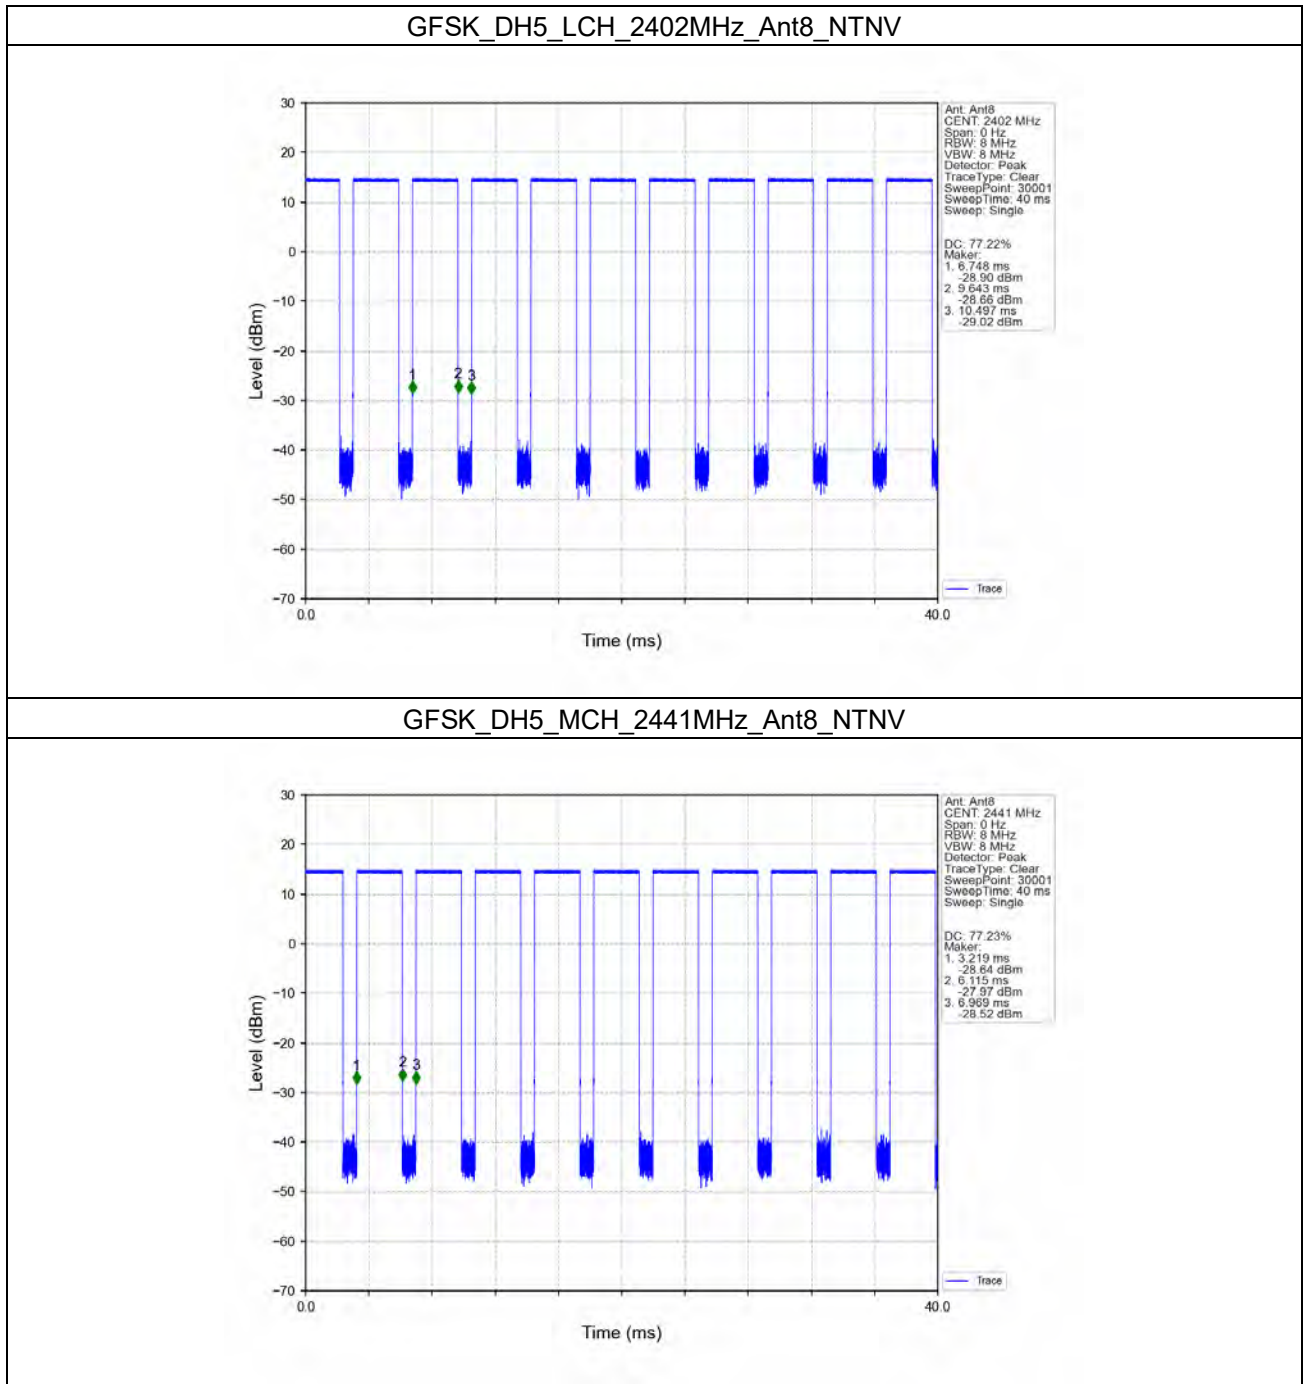 GFSK_DH5_LCH_2402MHz_Ant8_NTNV
30
20
10
0
−10
−20
−30
−40
−50
−60
−70
Level (dBm)
1
2
3
0.0
40.0
Time (ms)
Ant: Ant8
CENT: 2402 MHz
Span: 0 Hz
RBW: 8 MHz
VBW: 8 MHz
Detector: Peak
TraceType: Clear
SweepPoint: 30001
SweepTime: 40 ms
Sweep: Single
DC: 77.22%
Maker:
1. 6.748 ms
-28.90 dBm
2. 9.643 ms
-28.66 dBm
3. 10.497 ms
-29.02 dBm
Trace
GFSK_DH5_MCH_2441MHz_Ant8_NTNV
30
20
10
0
−10
−20
−30
−40
−50
−60
−70
Level (dBm)
1
2
3
0.0
40.0
Time (ms)
Ant: Ant8
CENT: 2441 MHz
Span: 0 Hz
RBW: 8 MHz
VBW: 8 MHz
Detector: Peak
TraceType: Clear
SweepPoint: 30001
SweepTime: 40 ms
Sweep: Single
DC: 77.23%
Maker:
1. 3.219 ms
-28.64 dBm
2. 6.115 ms
-27.97 dBm
3. 6.969 ms
-28.52 dBm
Trace